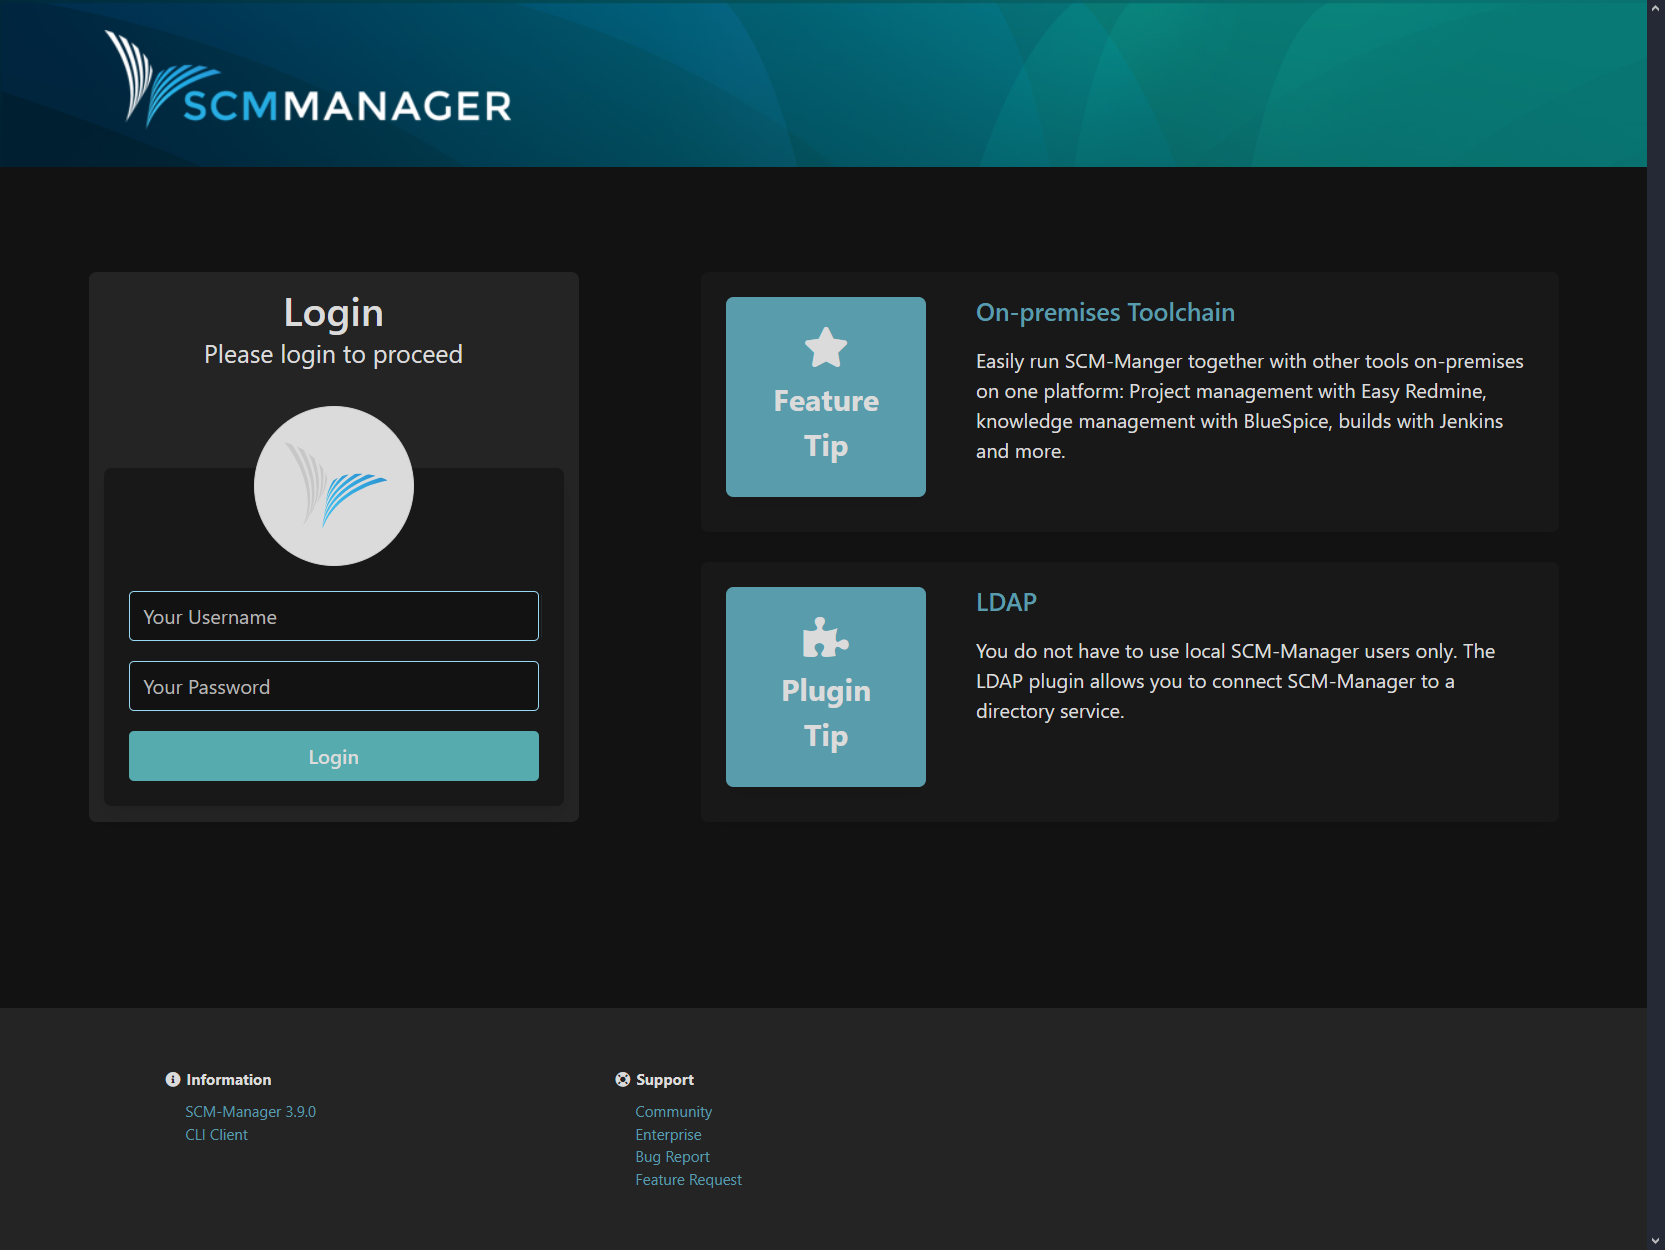 SCMMANAGER
Login
Please login to proceed
Your Username
Your Password
Login
Feature
Tip
On-premises Toolchain
Easily run SCM-Manger together with other tools on-premises
on one platform: Project management with Easy Redmine,
knowledge management with BlueSpice, builds with Jenkins
and more.
Plugin
Tip
LDAP
You do not have to use local SCM-Manager users only. The
LDAP plugin allows you to connect SCM-Manager to a
directory service.
Information
SCM-Manager 3.9.0
CLI Client
Support
Community
Enterprise
Bug Report
Feature Request